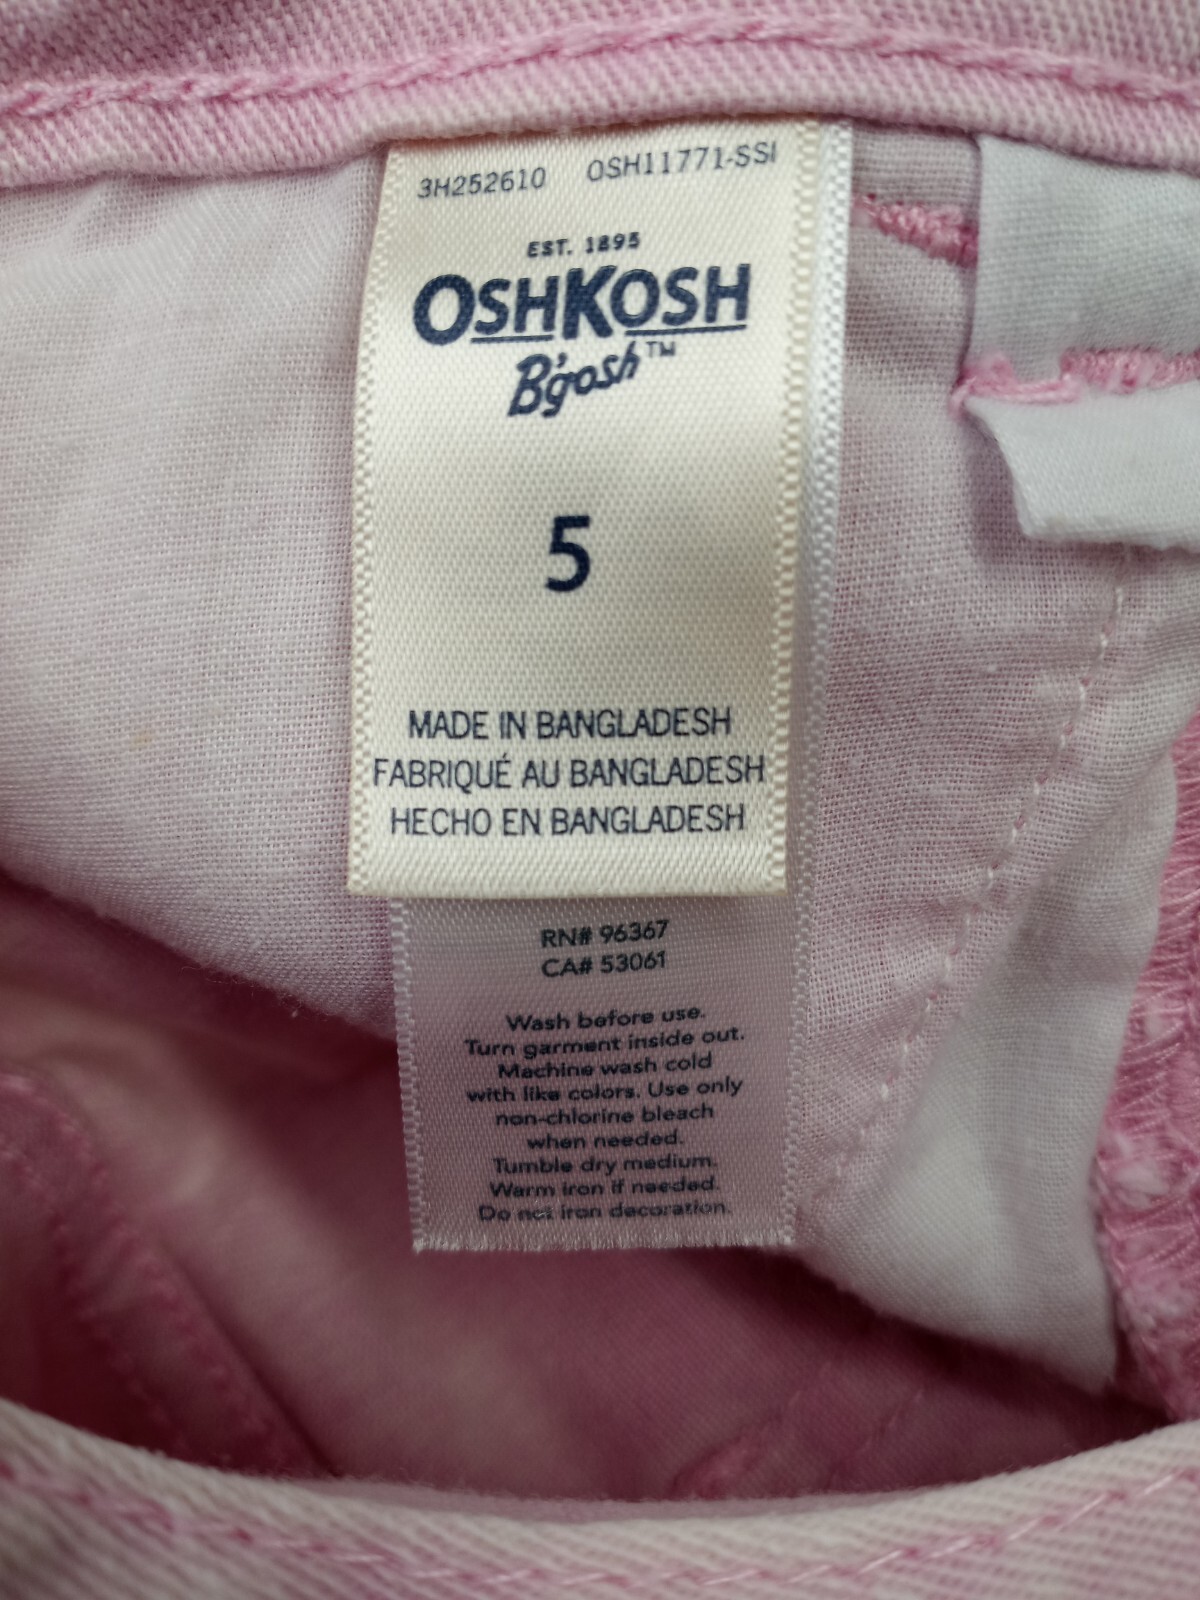 3H252610 OSH11771-SSI
EST. 1895
OSHKOSH
B'gosh™
5
MADE IN BANGLADESH
FABRIQUÉ AU BANGLADESH
HECHO EN BANGLADESH
RN# 96367
CA# 53061
Wash before use.
Turn garment inside out.
Machine wash cold
with like colors. Use only
non-chlorine bleach
when needed.
Tumble dry medium.
Warm iron if needed.
Do not iron decoration.